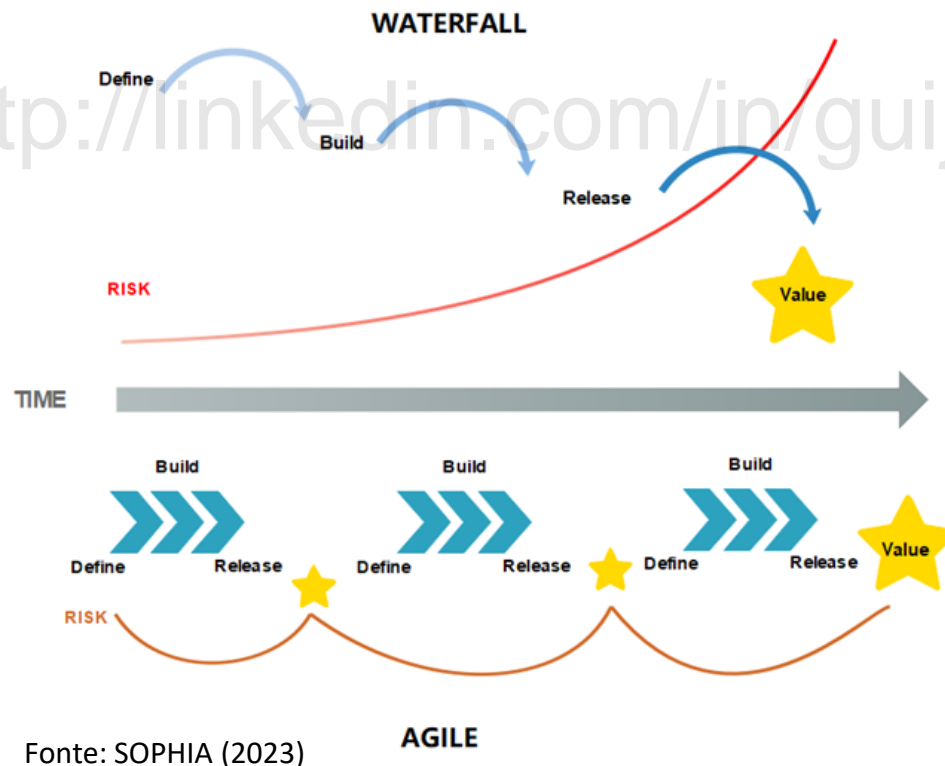 WATERFALL
Define
tp://linkedin.com/in/gui
Build
Release
RISK
Value
TIME
Build Build Build
Define Release Define Release Define Release Value
RISK
AGILE
Fonte: SOPHIA (2023)